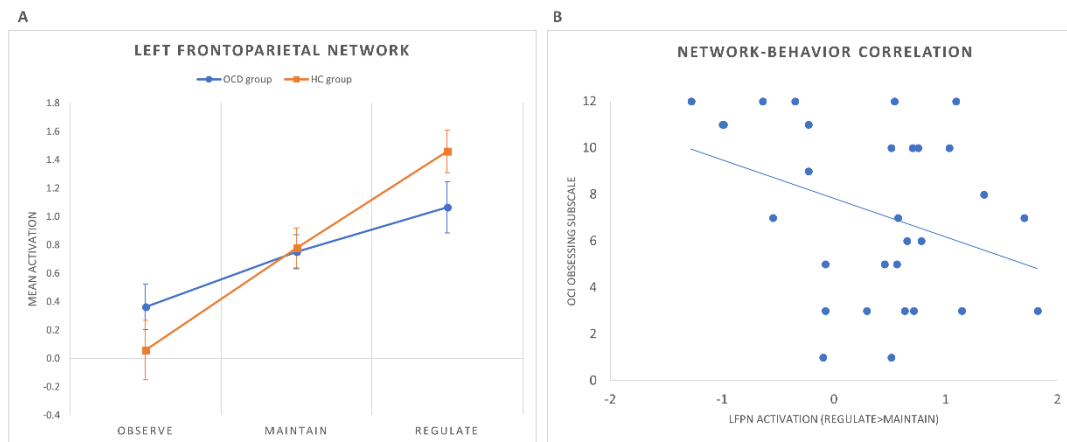 A
LEFT FRONTOPARIETAL NETWORK
OCD group HC group
MEAN ACTIVATION
1.8
1.6
1.4
1.2
1.0
0.8
0.6
0.4
0.2
0.0
-0.2
-0.4
OBSERVE MAINTAIN REGULATE
B
NETWORK-BEHAVIOR CORRELATION
OCI OBSESSING SUBSCALE
12
10
8
6
4
2
0
-2 -1 0 1 2
LFPN ACTIVATION (REGULATE>MAINTAIN)